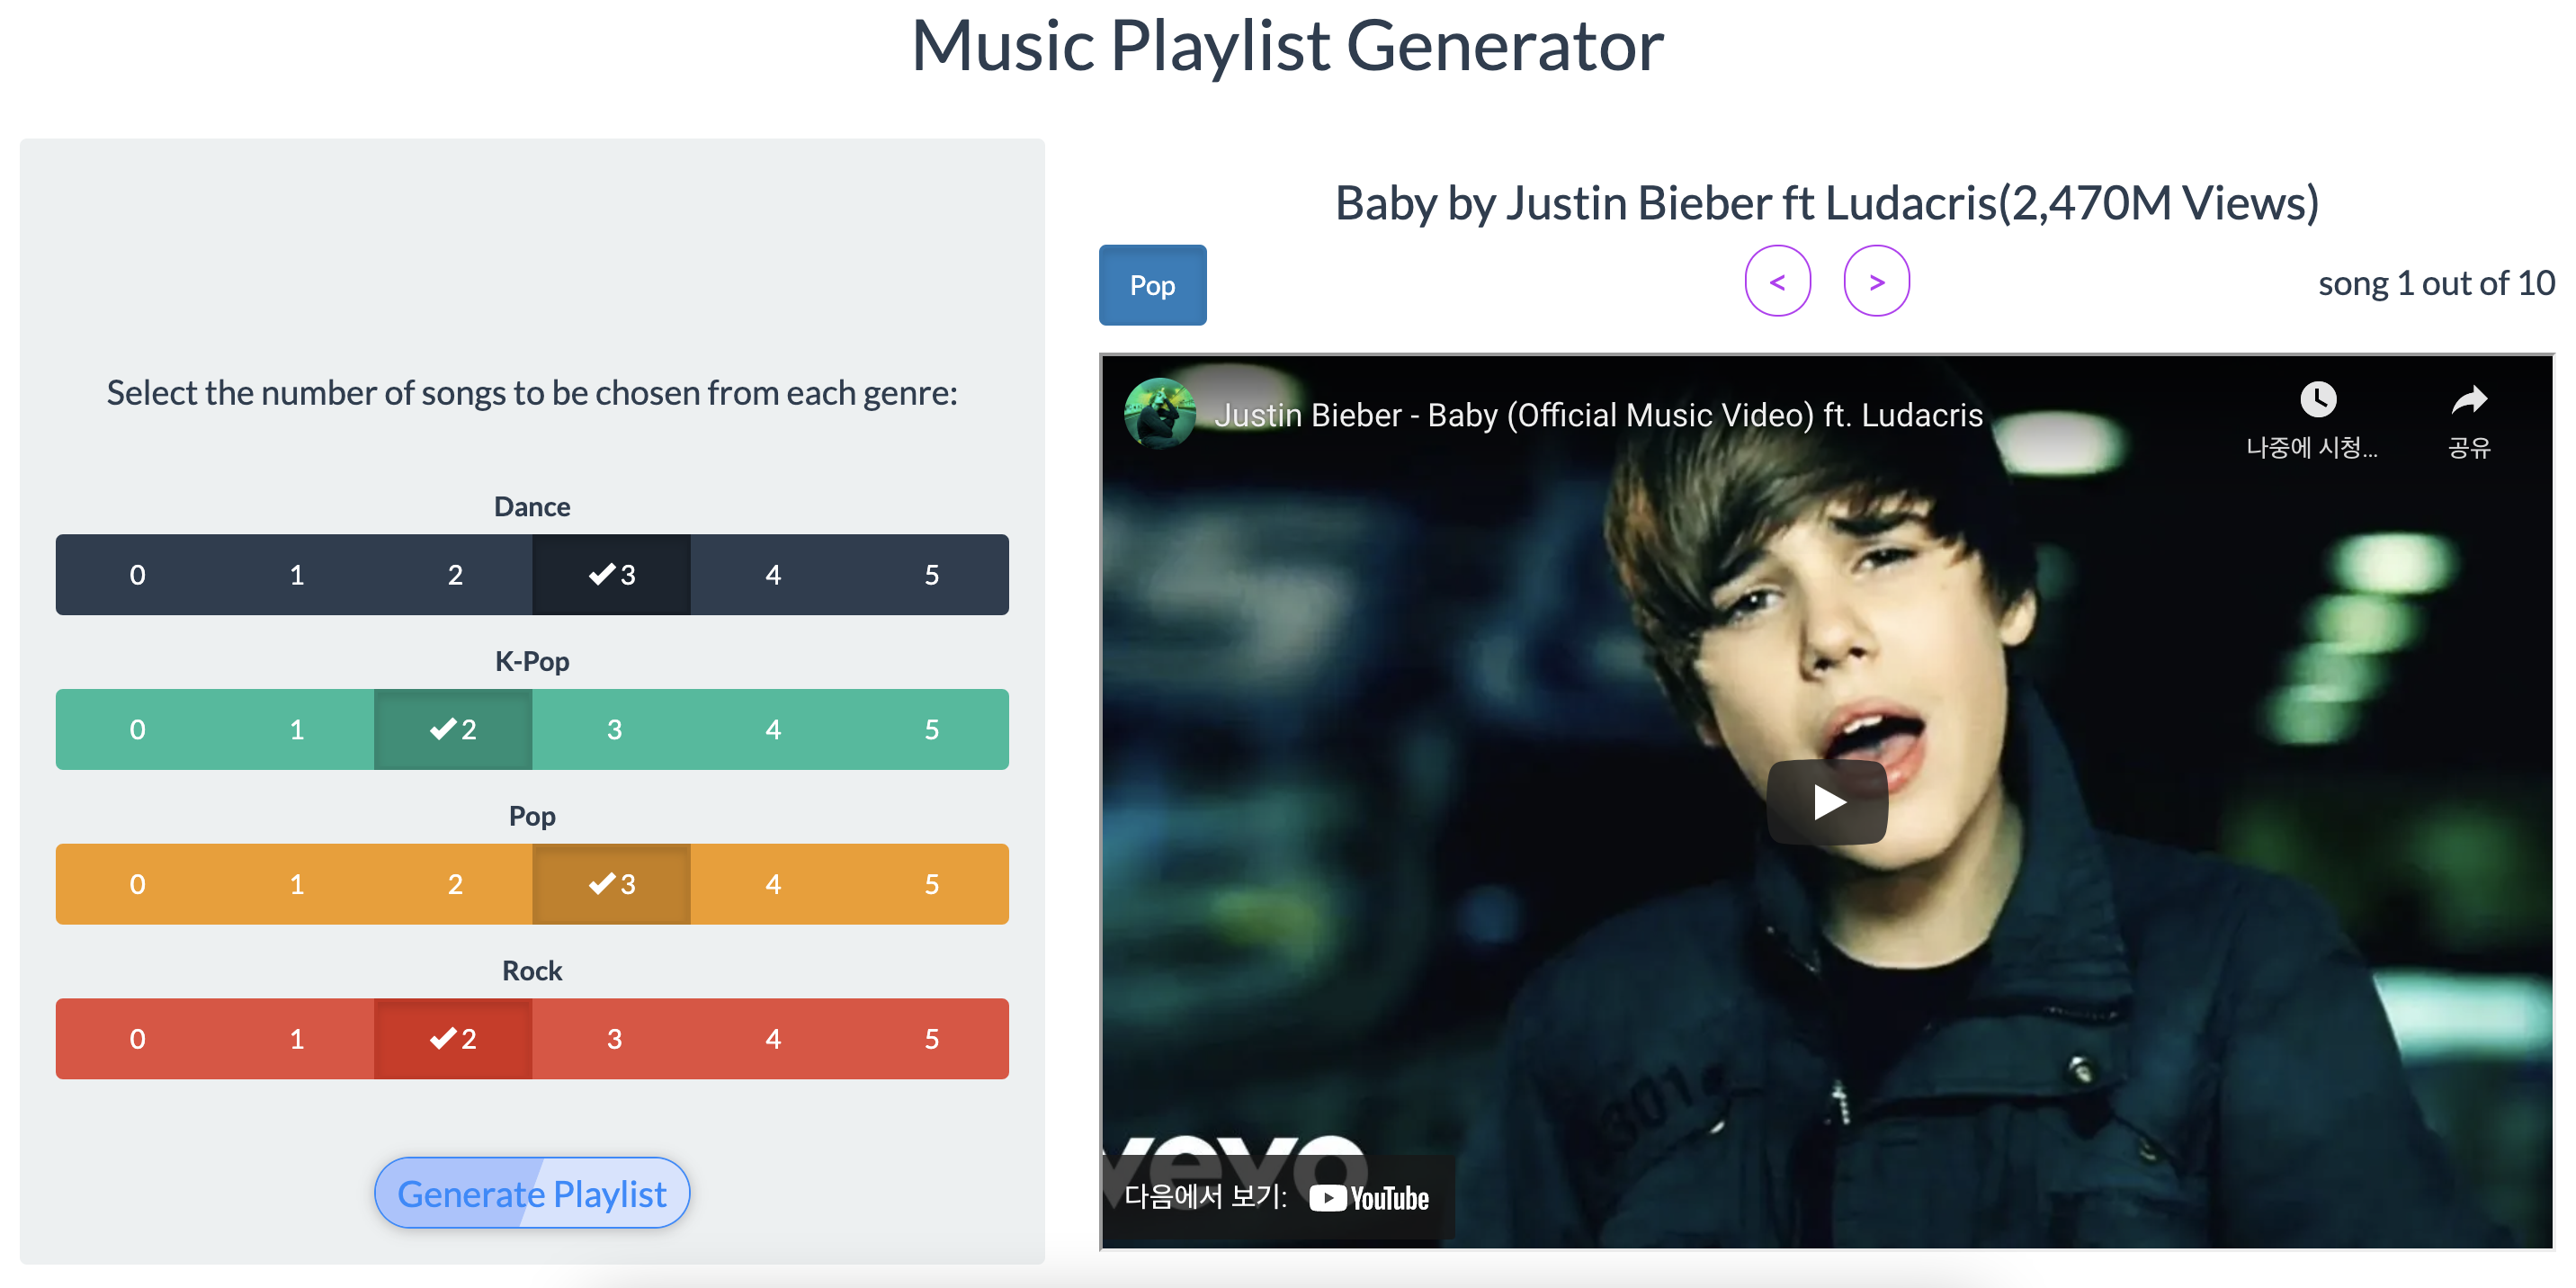 Music Playlist Generator
Select the number of songs to be chosen from each genre:
Dance
0 1 2 3 4 5
K-Pop
0 1 2 3 4 5
Pop
0 1 2 3 4 5
Rock
0 1 2 3 4 5
Generate Playlist
Baby by Justin Bieber ft Ludacris(2,470M Views)
Pop < > song 1 out of 10
Justin Bieber - Baby (Official Music Video) ft. Ludacris
나중에 시청...
공유
301
vevo
다음에서 보기: YouTube